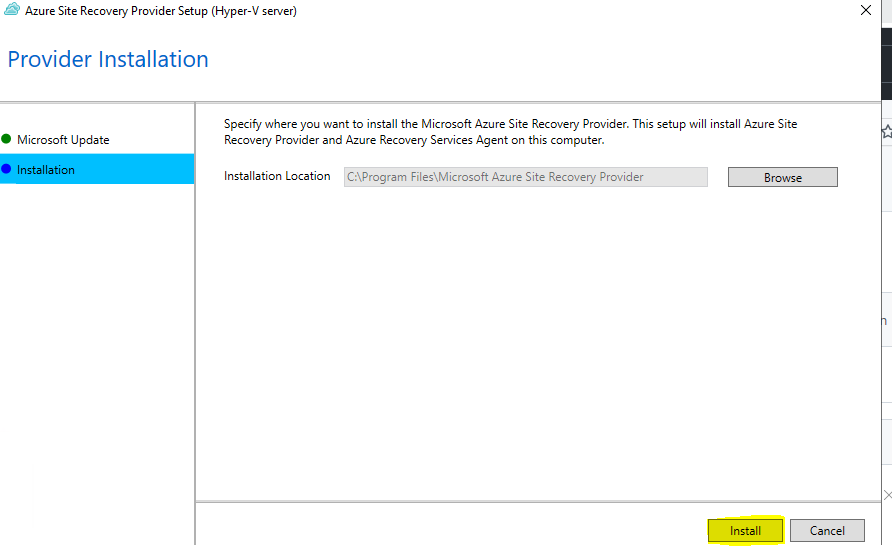 Azure Site Recovery Provider Setup (Hyper-V server)
Provider Installation
Microsoft Update
Installation
Specify where you want to install the Microsoft Azure Site Recovery Provider. This setup will install Azure Site
Recovery Provider and Azure Recovery Services Agent on this computer.
Installation Location
C:\Program Files\Microsoft Azure Site Recovery Provider
Browse
n
Install
Cancel